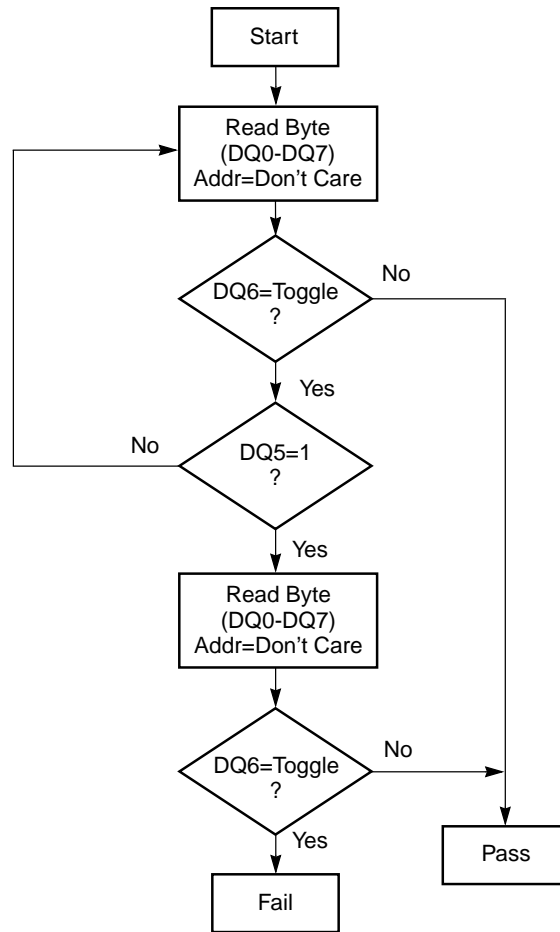 Start
Read Byte
(DQ0-DQ7)
Addr=Don't Care
No
DQ6=Toggle
?
Yes
No
DQ5=1
?
Yes
Read Byte
(DQ0-DQ7)
Addr=Don't Care
No
DQ6=Toggle
?
Yes
Pass
Fail